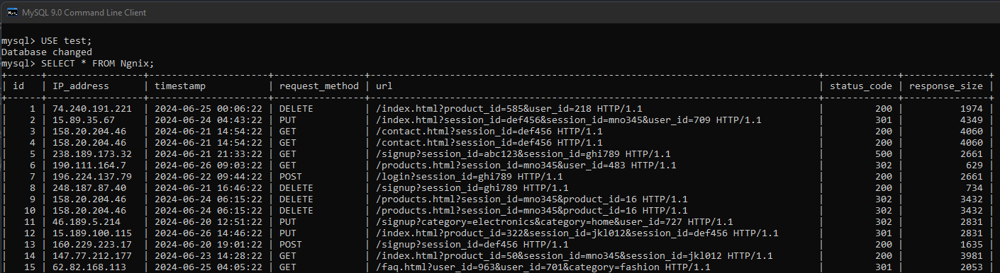 MySQL 9.0 Command Line Client
mysql> USE test;
Database changed
mysql> SELECT * FROM Ngnix;
+------+-----------------+---------------------+----------------+-------------------------------------------------------------------------------+-------------+---------------+
| id | IP_address | timestamp | request_method | url | status_code | response_size |
+------+-----------------+---------------------+----------------+-------------------------------------------------------------------------------+-------------+---------------+
| 1 | 74.240.191.221 | 2024-06-25 00:06:22 | DELETE | /index.html?product_id=585&user_id=218 HTTP/1.1 | 200 | 1974 |
| 2 | 15.89.35.67 | 2024-06-24 04:43:22 | PUT | /index.html?session_id=def456&session_id=mno345&user_id=709 HTTP/1.1 | 301 | 4349 |
| 3 | 158.20.204.46 | 2024-06-21 14:54:22 | GET | /contact.html?session_id=def456 HTTP/1.1 | 200 | 4060 |
| 4 | 158.20.204.46 | 2024-06-21 14:54:22 | GET | /contact.html?session_id=def456 HTTP/1.1 | 200 | 4060 |
| 5 | 238.189.173.32 | 2024-06-21 21:33:22 | GET | /signup?session_id=abc123&session_id=ghi789 HTTP/1.1 | 500 | 2661 |
| 6 | 190.111.164.7 | 2024-06-26 09:03:22 | GET | /products.html?session_id=mno345&user_id=483 HTTP/1.1 | 302 | 629 |
| 7 | 196.224.137.79 | 2024-06-22 09:44:22 | POST | /login?session_id=ghi789 HTTP/1.1 | 200 | 2661 |
| 8 | 248.187.87.40 | 2024-06-21 16:46:22 | DELETE | /signup?session_id=ghi789 HTTP/1.1 | 200 | 734 |
| 9 | 158.20.204.46 | 2024-06-24 06:15:22 | DELETE | /products.html?session_id=mno345&product_id=16 HTTP/1.1 | 302 | 3432 |
| 10 | 158.20.204.46 | 2024-06-24 06:15:22 | DELETE | /products.html?session_id=mno345&product_id=16 HTTP/1.1 | 302 | 3432 |
| 11 | 46.189.5.214 | 2024-06-20 12:51:22 | PUT | /signup?category=electronics&category=home&user_id=727 HTTP/1.1 | 302 | 2831 |
| 12 | 15.189.100.115 | 2024-06-26 14:46:22 | PUT | /index.html?product_id=322&session_id=jkl012&session_id=def456 HTTP/1.1 | 301 | 2831 |
| 13 | 160.229.223.17 | 2024-06-20 19:01:22 | POST | /signup?session_id=def456 HTTP/1.1 | 200 | 1635 |
| 14 | 147.77.212.177 | 2024-06-23 14:28:22 | GET | /index.html?product_id=50&session_id=mno345&session_id=jkl012 HTTP/1.1 | 200 | 3981 |
| 15 | 62.82.168.113 | 2024-06-25 04:05:22 | GET | /faq.html?user_id=963&user_id=701&category=fashion HTTP/1.1 | 301 | 2053 |